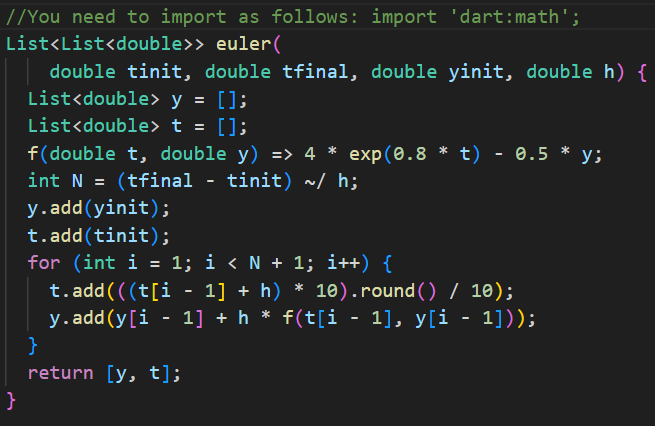 //You need to import as follows: import 'dart:math';
List<List<double>> euler(
    double tinit, double tfinal, double yinit, double h) {
  List<double> y = [];
  List<double> t = [];
  f(double t, double y) => 4 * exp(0.8 * t) - 0.5 * y;
  int N = (tfinal - tinit) ~/ h;
  y.add(yinit);
  t.add(tinit);
  for (int i = 1; i < N + 1; i++) {
    t.add(((t[i - 1] + h) * 10).round() / 10);
    y.add(y[i - 1] + h * f(t[i - 1], y[i - 1]));
  }
  return [y, t];
}